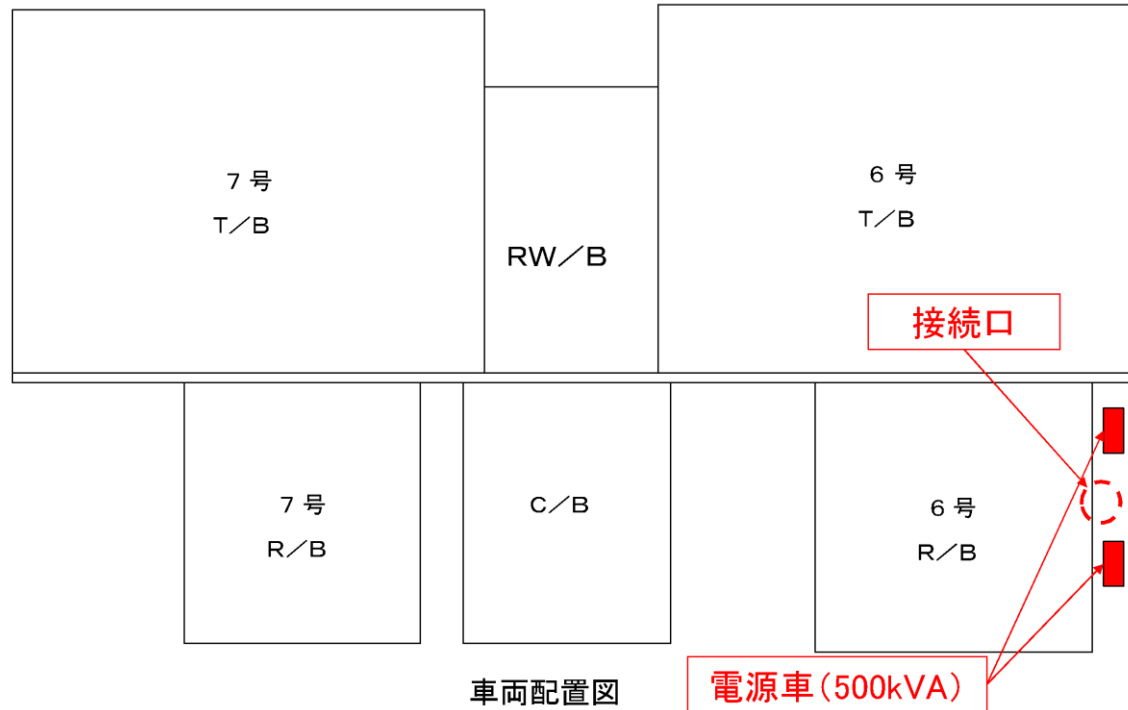 7 号
T/B
RW/B
6 号
T/B
接続口
7 号
R/B
C/B
6 号
R/B
車両配置図
電源車(500kVA)